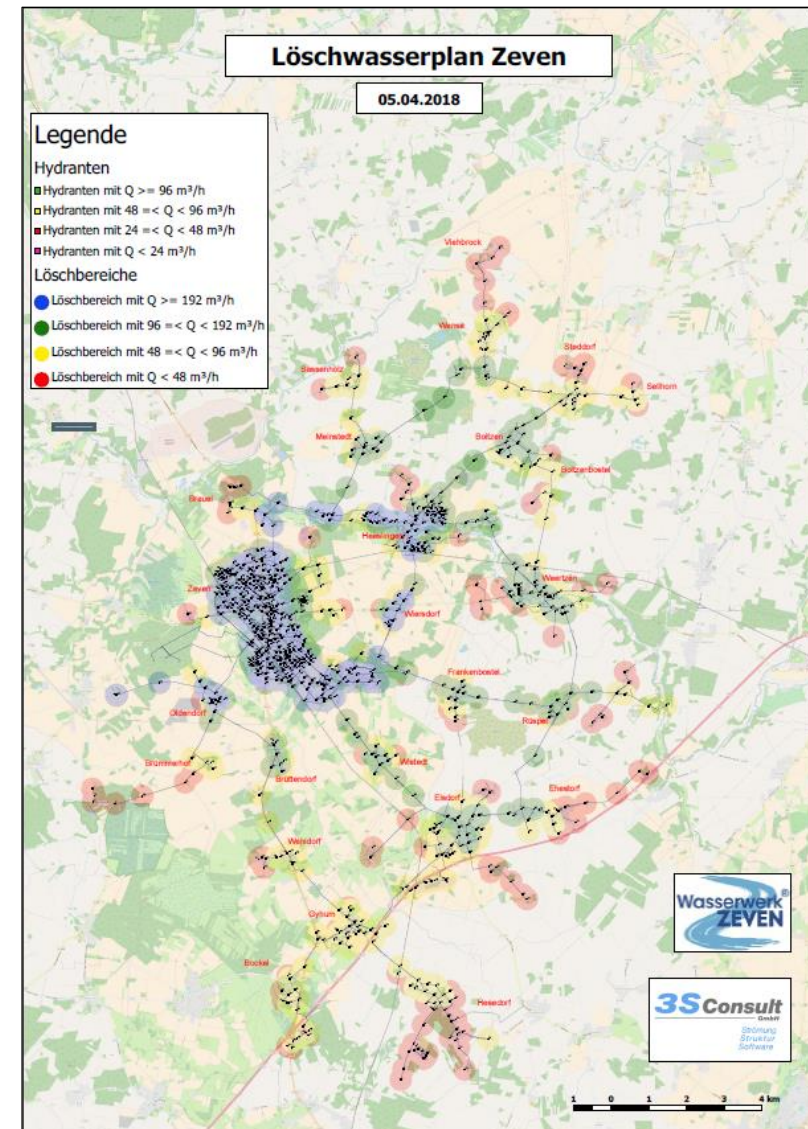 Löschwasserplan Zeven
05.04.2018
Legende
Hydranten
Hydranten mit Q >= 96 m³/h
Hydranten mit 48 =< Q < 96 m³/h
Hydranten mit 24 =< Q < 48 m³/h
Hydranten mit Q < 24 m³/h
Löschbereiche
Löschbereich mit Q >= 192 m³/h
Löschbereich mit 96 =< Q < 192 m³/h
Löschbereich mit 48 =< Q < 96 m³/h
Löschbereich mit Q < 48 m³/h
Viehbrock
Wense
Steddorf
Sassenholz
Sellhorn
Meinstedt
Boitzen
Boitzenbostel
Brauel
Heeslingen
Zeven
Weertzen
Wiersdorf
Frankenbostel
Oldendorf
Rüspel
Brümmerhof
Wistedt
Brüttendorf
Elsdorf
Ehestorf
Wehldorf
Gyhum
Bockel
Hesedorf
Wasserwerk ®
ZEVEN
3S Consult
GmbH
Strömung
Struktur
Software
1 0 1 2 4 km